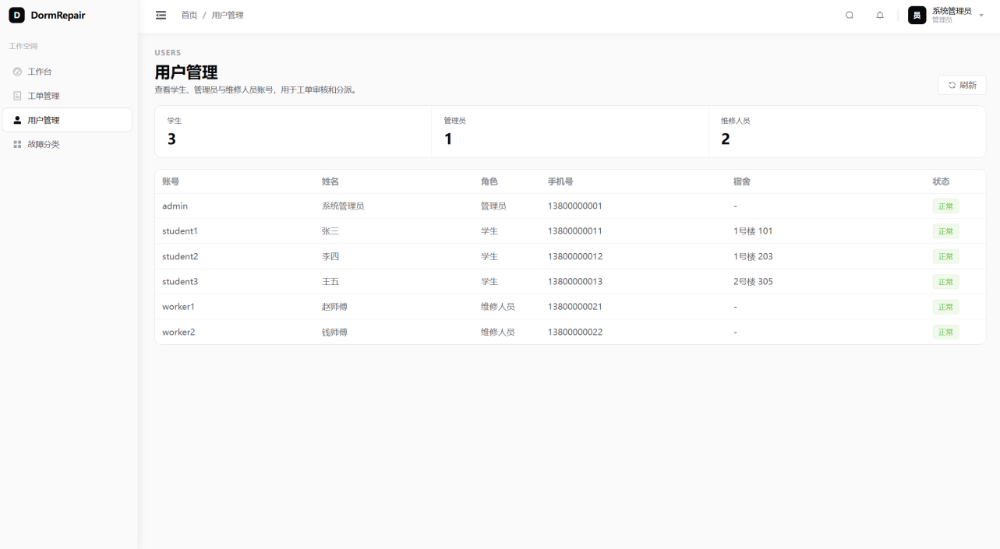 D DormRepair
首页 / 用户管理
员 系统管理员
管理员
工作空间
工作台
工单管理
用户管理
故障分类
USERS
用户管理
查看学生、管理员与维修人员账号，用于工单审核和分派。
刷新
学生 管理员 维修人员
3 1 2
账号 姓名 角色 手机号 宿舍 状态
admin 系统管理员 管理员 13800000001 - 正常
student1 张三 学生 13800000011 1号楼 101 正常
student2 李四 学生 13800000012 1号楼 203 正常
student3 王五 学生 13800000013 2号楼 305 正常
worker1 赵师傅 维修人员 13800000021 - 正常
worker2 钱师傅 维修人员 13800000022 - 正常